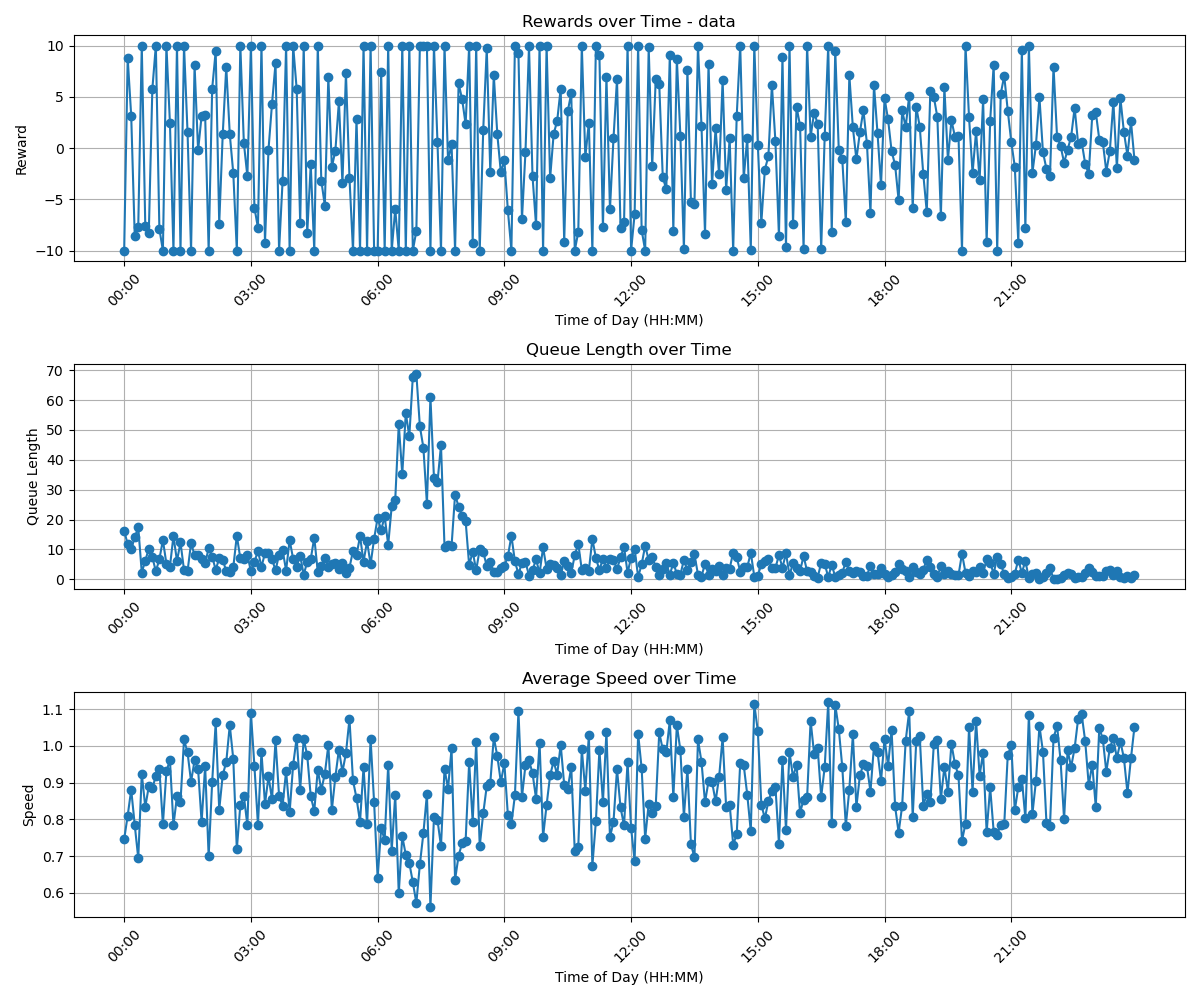 Rewards over Time - data
10
5
0
−5
−10
Reward
00:00 03:00 06:00 09:00 12:00 15:00 18:00 21:00
Time of Day (HH:MM)
Queue Length over Time
70
60
50
40
30
20
10
0
Queue Length
00:00 03:00 06:00 09:00 12:00 15:00 18:00 21:00
Time of Day (HH:MM)
Average Speed over Time
1.1
1.0
0.9
0.8
0.7
0.6
Speed
00:00 03:00 06:00 09:00 12:00 15:00 18:00 21:00
Time of Day (HH:MM)